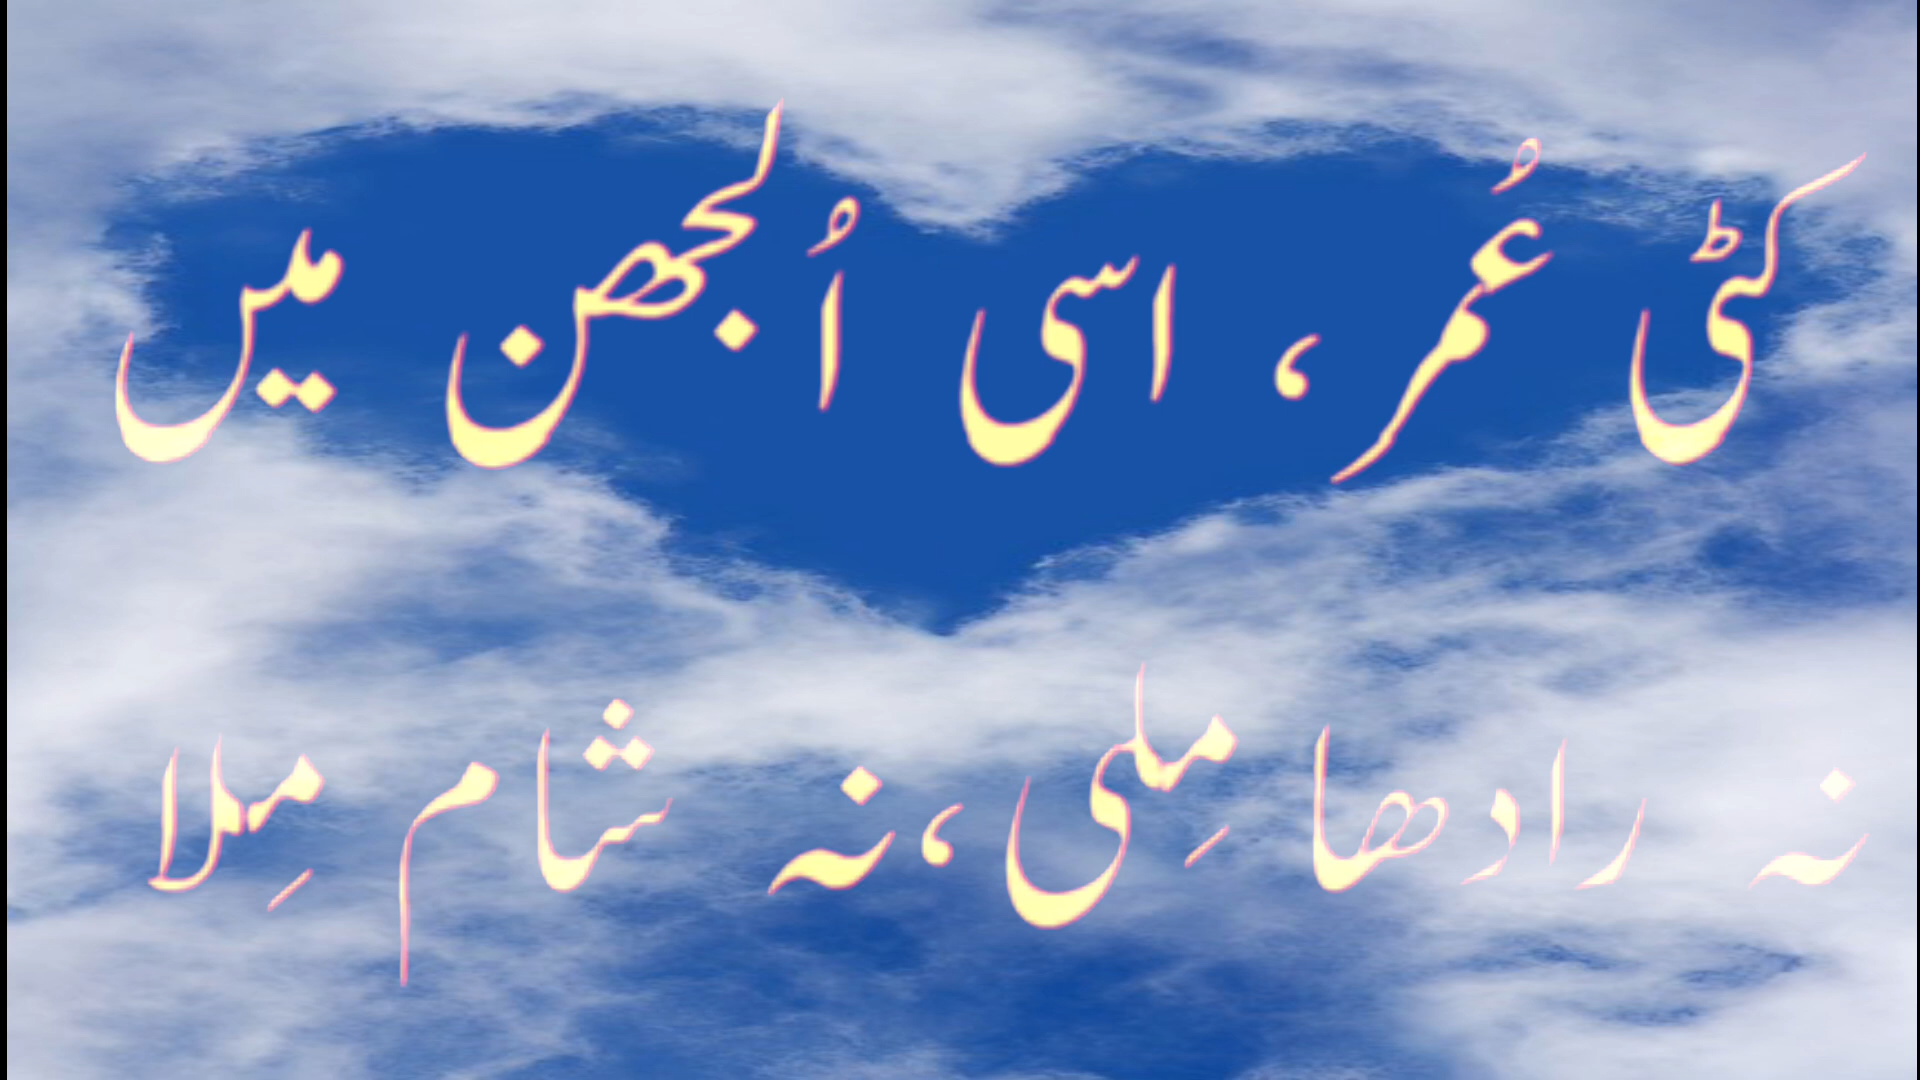 کٹی عُمر، اسی اُلجھن میں
نہ رادھا مِلی، نہ شام مِلا